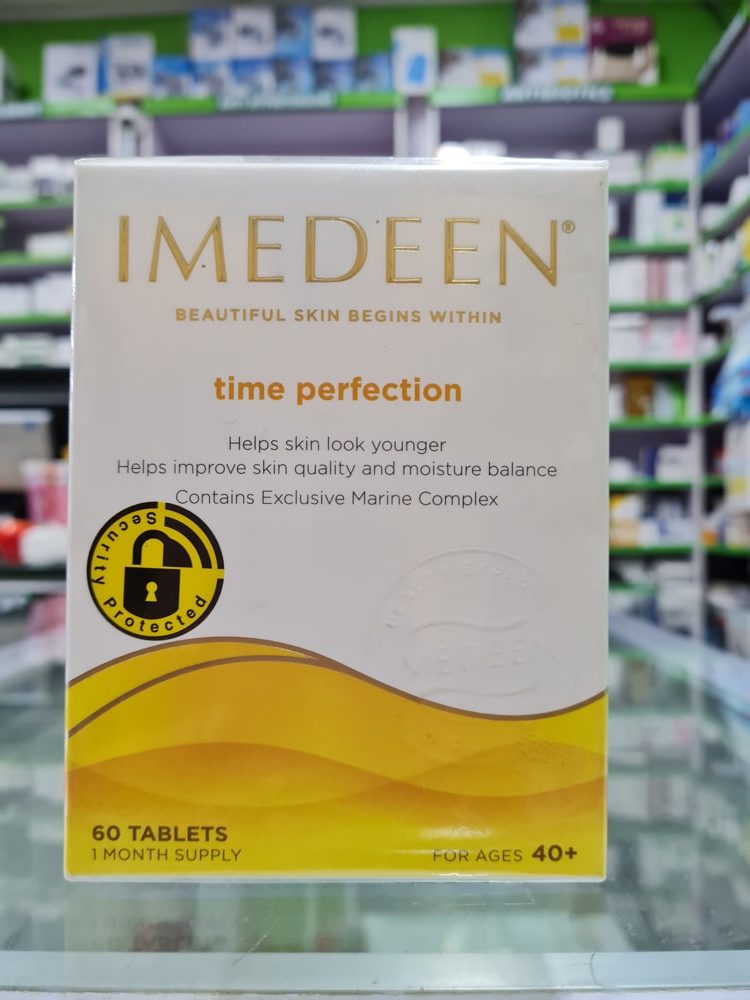 IMEDEEN®
BEAUTIFUL SKIN BEGINS WITHIN
time perfection
Helps skin look younger
Helps improve skin quality and moisture balance
Contains Exclusive Marine Complex
Security
Protected
60 TABLETS
1 MONTH SUPPLY
FOR AGES 40+